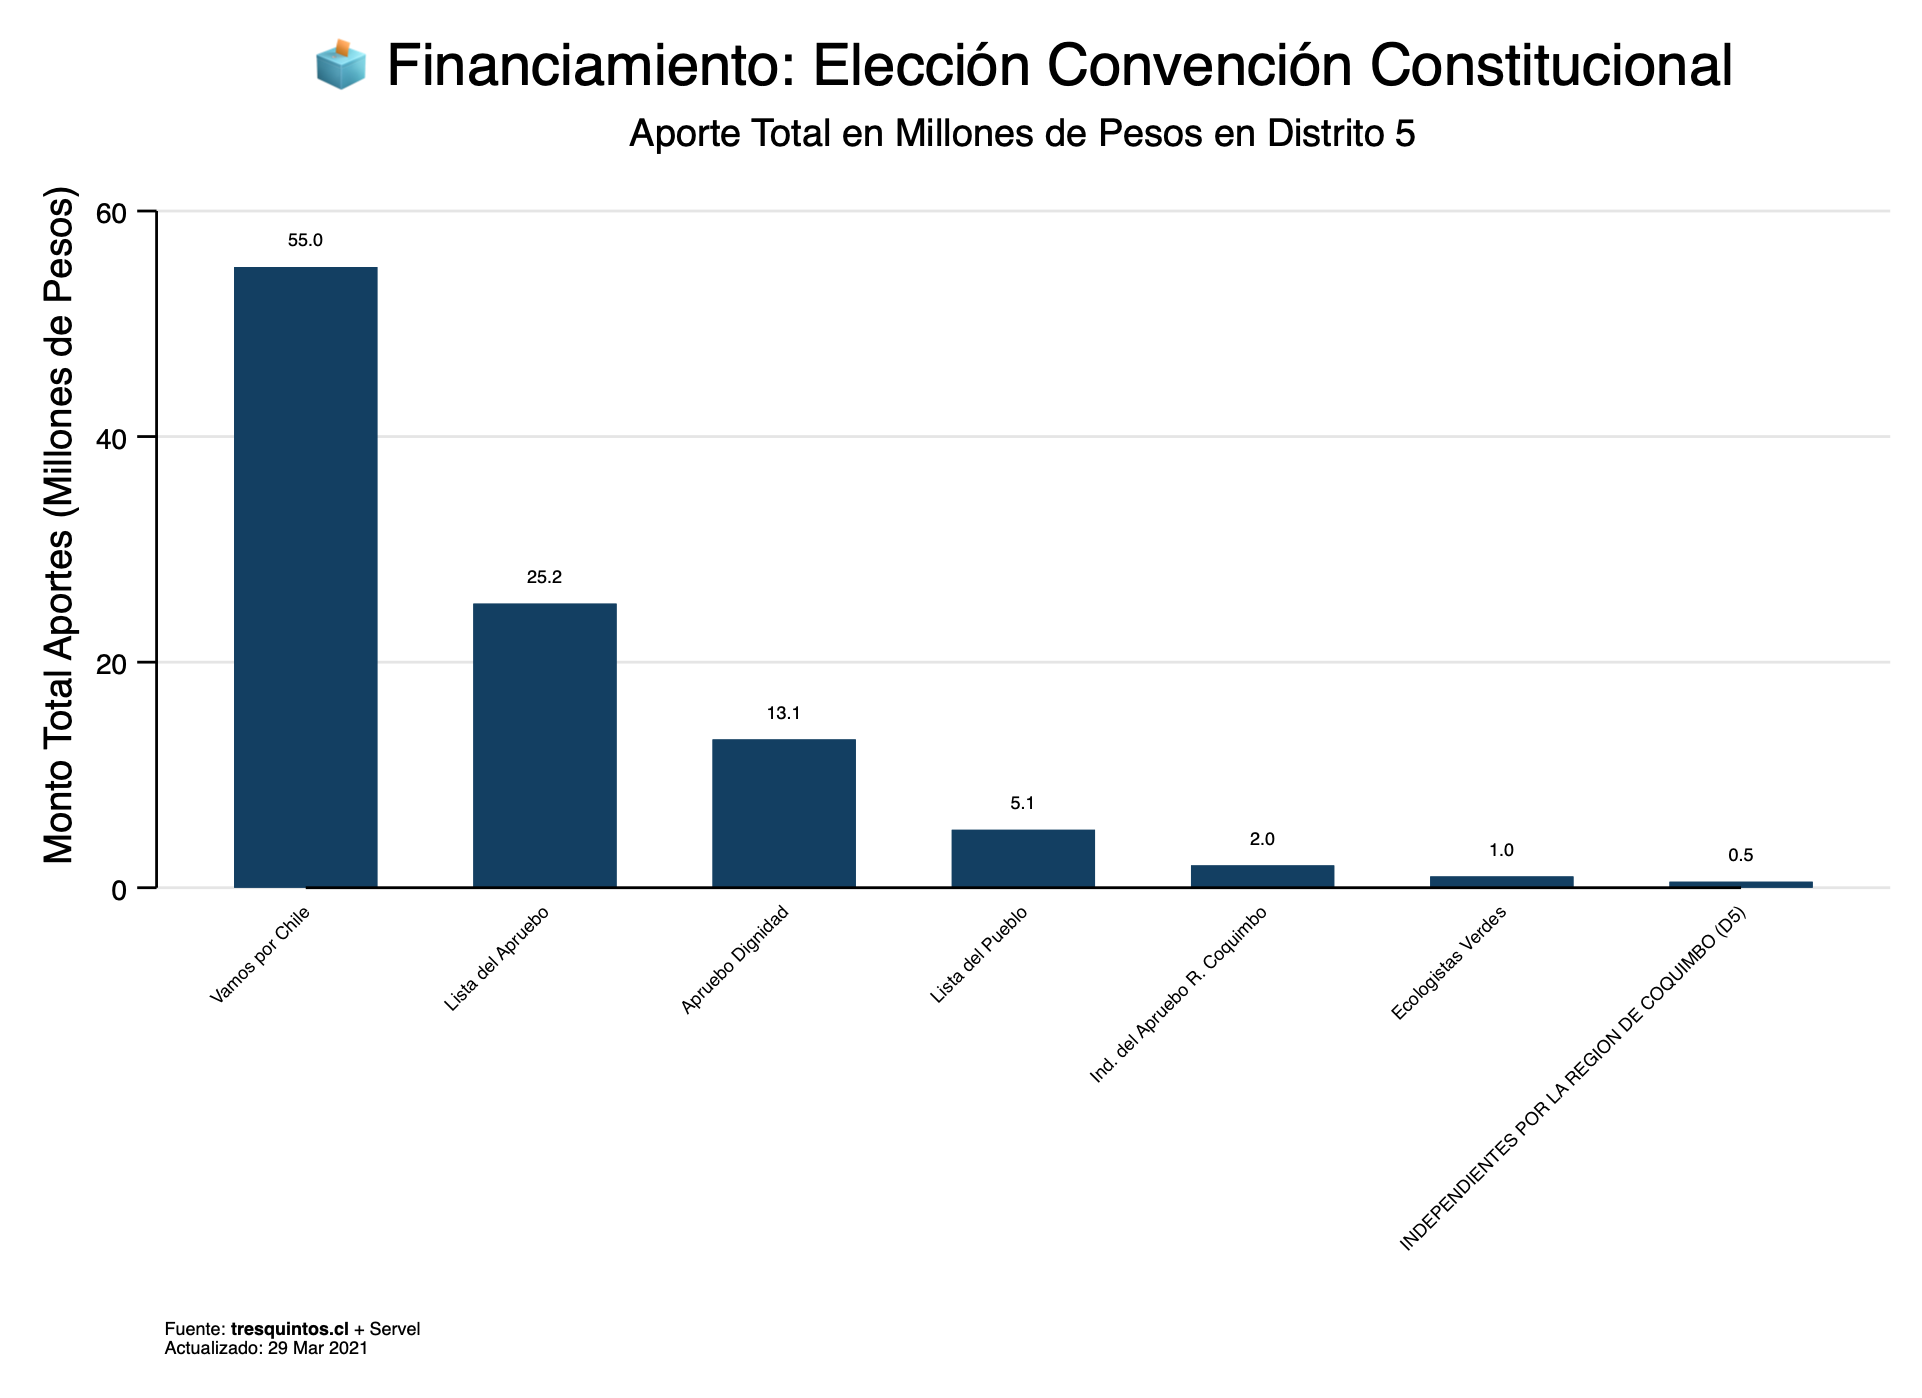 Financiamiento: Elección Convención Constitucional
Aporte Total en Millones de Pesos en Distrito 5
Monto Total Aportes (Millones de Pesos)
60
40
20
0
55.0
25.2
13.1
5.1
2.0
1.0
0.5
Vamos por Chile
Lista del Apruebo
Apruebo Dignidad
Lista del Pueblo
Ind. del Apruebo R. Coquimbo
Ecologistas Verdes
INDEPENDIENTES POR LA REGION DE COQUIMBO (D5)
Fuente: tresquintos.cl + Servel
Actualizado: 29 Mar 2021